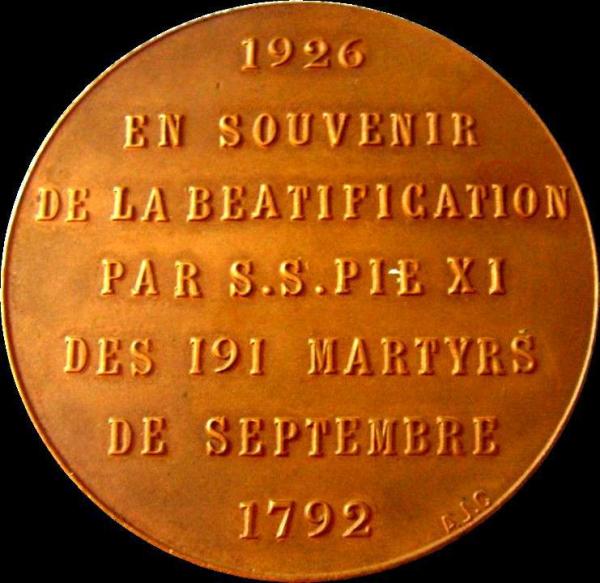 1926
EN SOUVENIR
DE LA BEATIFICATION
PAR S.S. PIE XI
DES 191 MARTYRS
DE SEPTEMBRE
1792
A.J.C